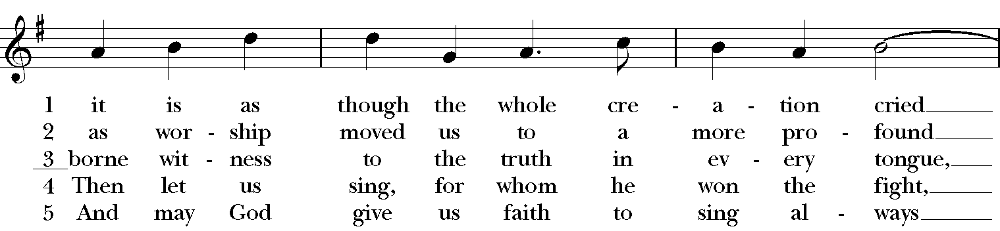 1 it is as though the whole cre - a - tion cried
2 as wor - ship moved us to a more pro - found
3 borne wit - ness to the truth in ev - ery tongue,
4 Then let us sing, for whom he won the fight,
5 And may God give us faith to sing al - ways